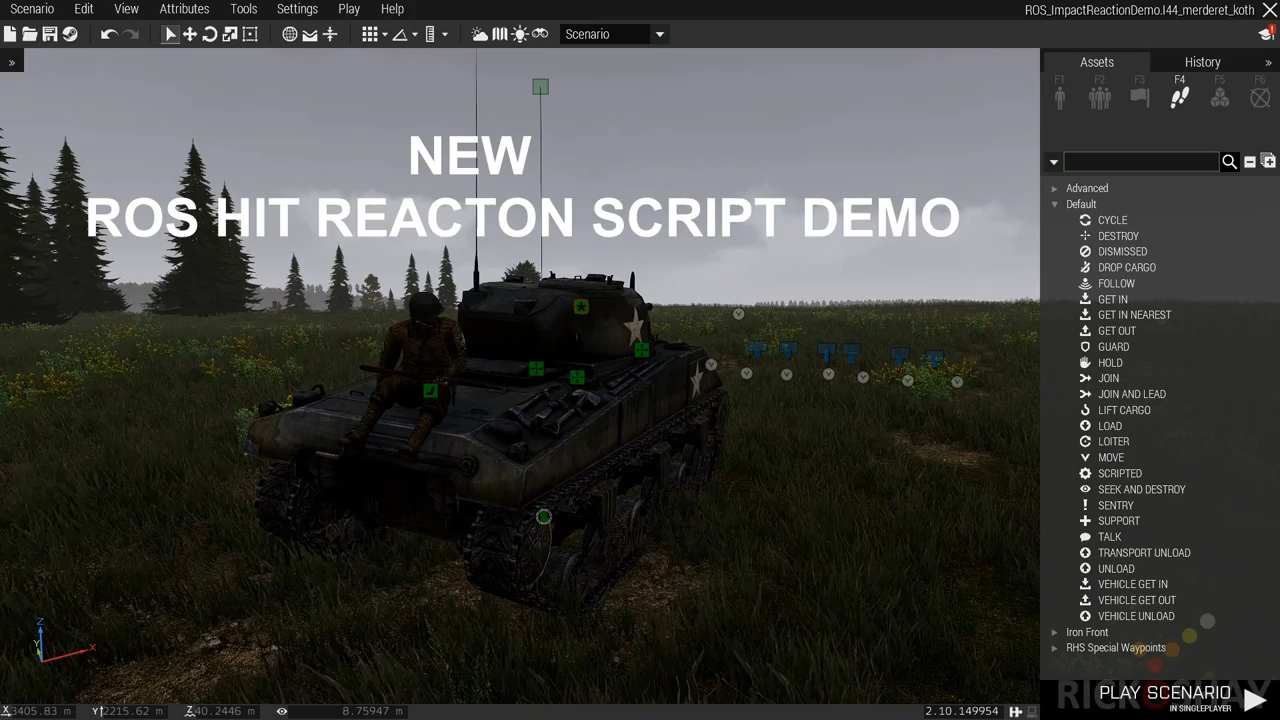 Scenario Edit View Attributes Tools Settings Play Help
ROS_ImpactReactionDemo.I44_merderet_koth
Scenario
Assets History
F1 F2 F3 F4 F5 F6
NEW
ROS HIT REACTON SCRIPT DEMO
Advanced
Default
CYCLE
DESTROY
DISMISSED
DROP CARGO
FOLLOW
GET IN
GET IN NEAREST
GET OUT
GUARD
HOLD
JOIN
JOIN AND LEAD
LIFT CARGO
LOAD
LOITER
MOVE
SCRIPTED
SEEK AND DESTROY
SENTRY
SUPPORT
TALK
TRANSPORT UNLOAD
UNLOAD
VEHICLE GET IN
VEHICLE GET OUT
VEHICLE UNLOAD
Iron Front
RHS Special Waypoints
Z
Y
X
PLAY SCENARIO
IN SINGLEPLAYER
X 3405.83 m Y 2215.62 m Z 40.2446 m 8.75947 m 2.10.149954